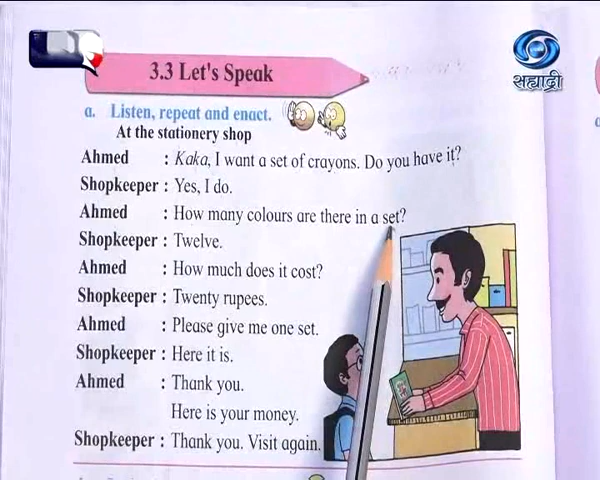 सह्याद्री
3.3 Let's Speak
a. Listen, repeat and enact.
At the stationery shop
Ahmed : Kaka, I want a set of crayons. Do you have it?
Shopkeeper : Yes, I do.
Ahmed : How many colours are there in a set?
Shopkeeper : Twelve.
Ahmed : How much does it cost?
Shopkeeper : Twenty rupees.
Ahmed : Please give me one set.
Shopkeeper : Here it is.
Ahmed : Thank you.
Here is your money.
Shopkeeper : Thank you. Visit again.